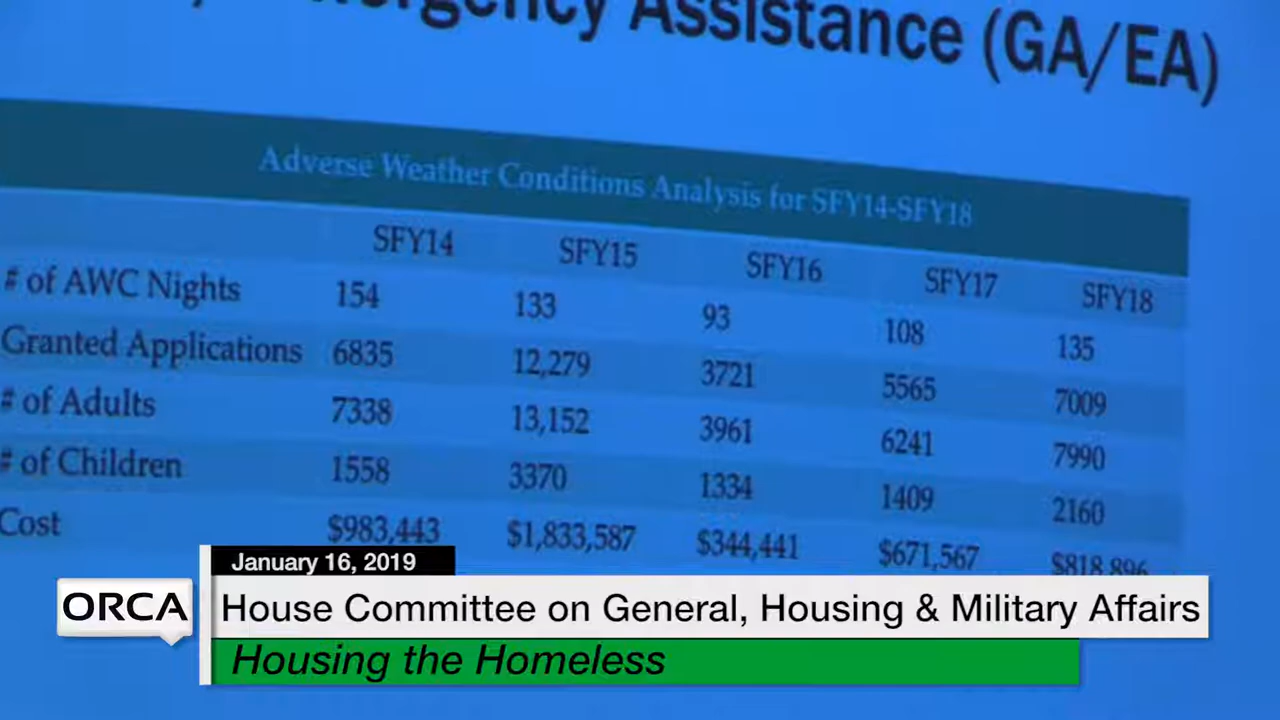 Emergency Assistance (GA/EA)
Adverse Weather Conditions Analysis for SFY14-SFY18
SFY14 SFY15 SFY16 SFY17 SFY18
# of AWC Nights 154 133 93 108 135
Granted Applications 6835 12,279 3721 5565 7009
# of Adults 7338 13,152 3961 6241 7990
# of Children 1558 3370 1334 1409 2160
Cost $983,443 $1,833,587 $344,441 $671,567 $818,896
January 16, 2019
ORCA House Committee on General, Housing & Military Affairs
Housing the Homeless